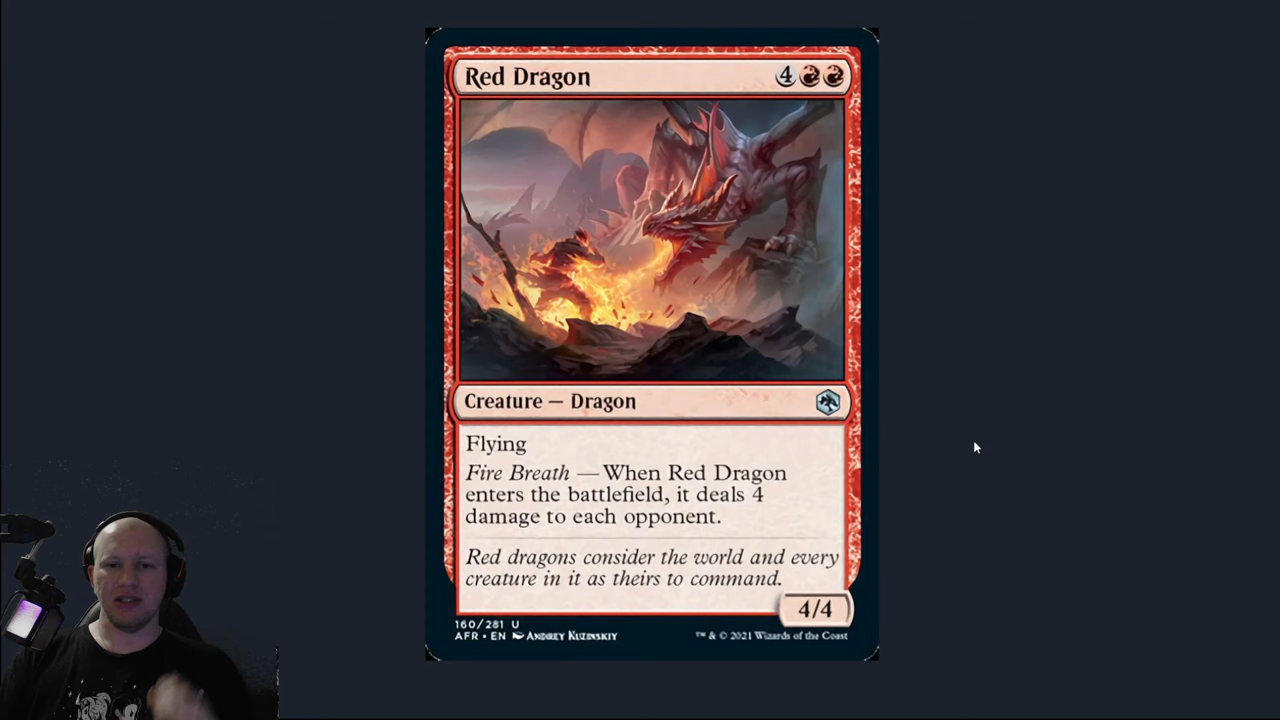 Red Dragon 4
Creature — Dragon
Flying
Fire Breath — When Red Dragon
enters the battlefield, it deals 4
damage to each opponent.
Red dragons consider the world and every
creature in it as theirs to command.
4/4
160/281 U
AFR • EN Andrey Kuzinskiy ™ & © 2021 Wizards of the Coast